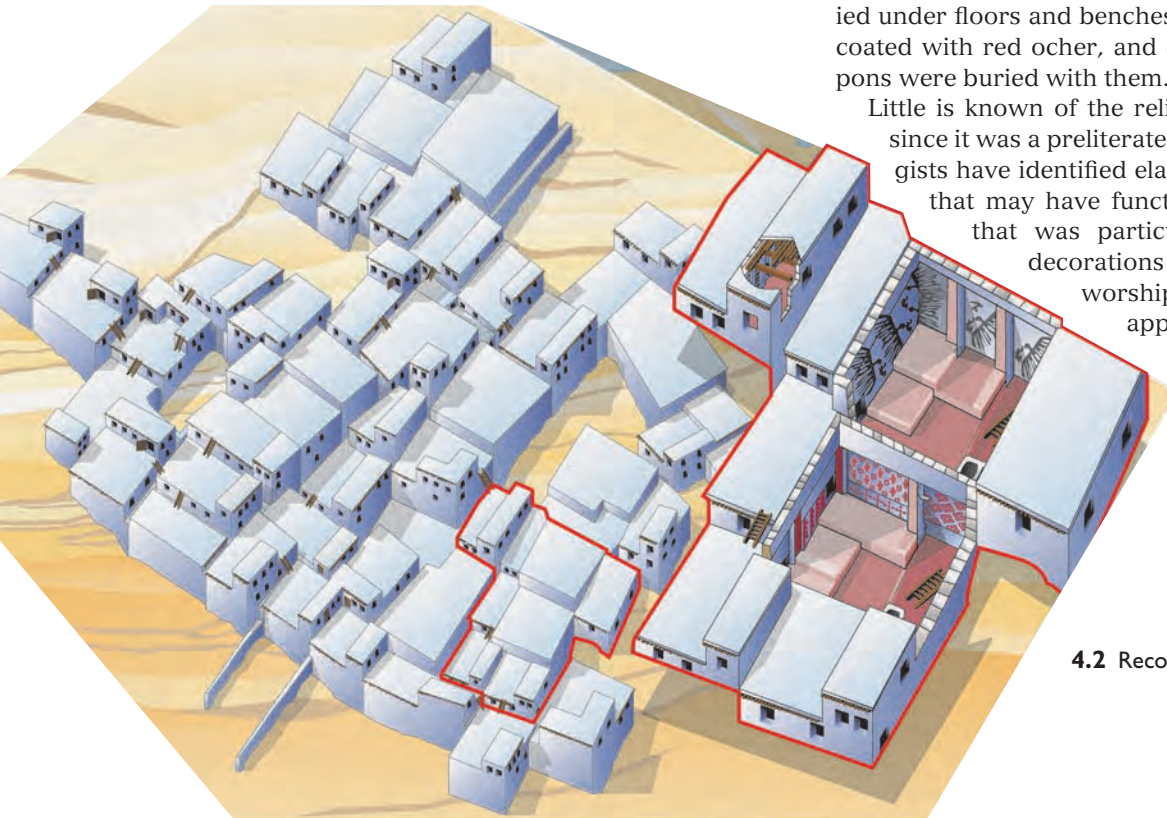 ied under floors and benches
coated with red ocher, and
pons were buried with them.
Little is known of the reli
since it was a preliterate
gists have identified ela
that may have funct
that was particu
decorations
worship
app
4.2 Reco